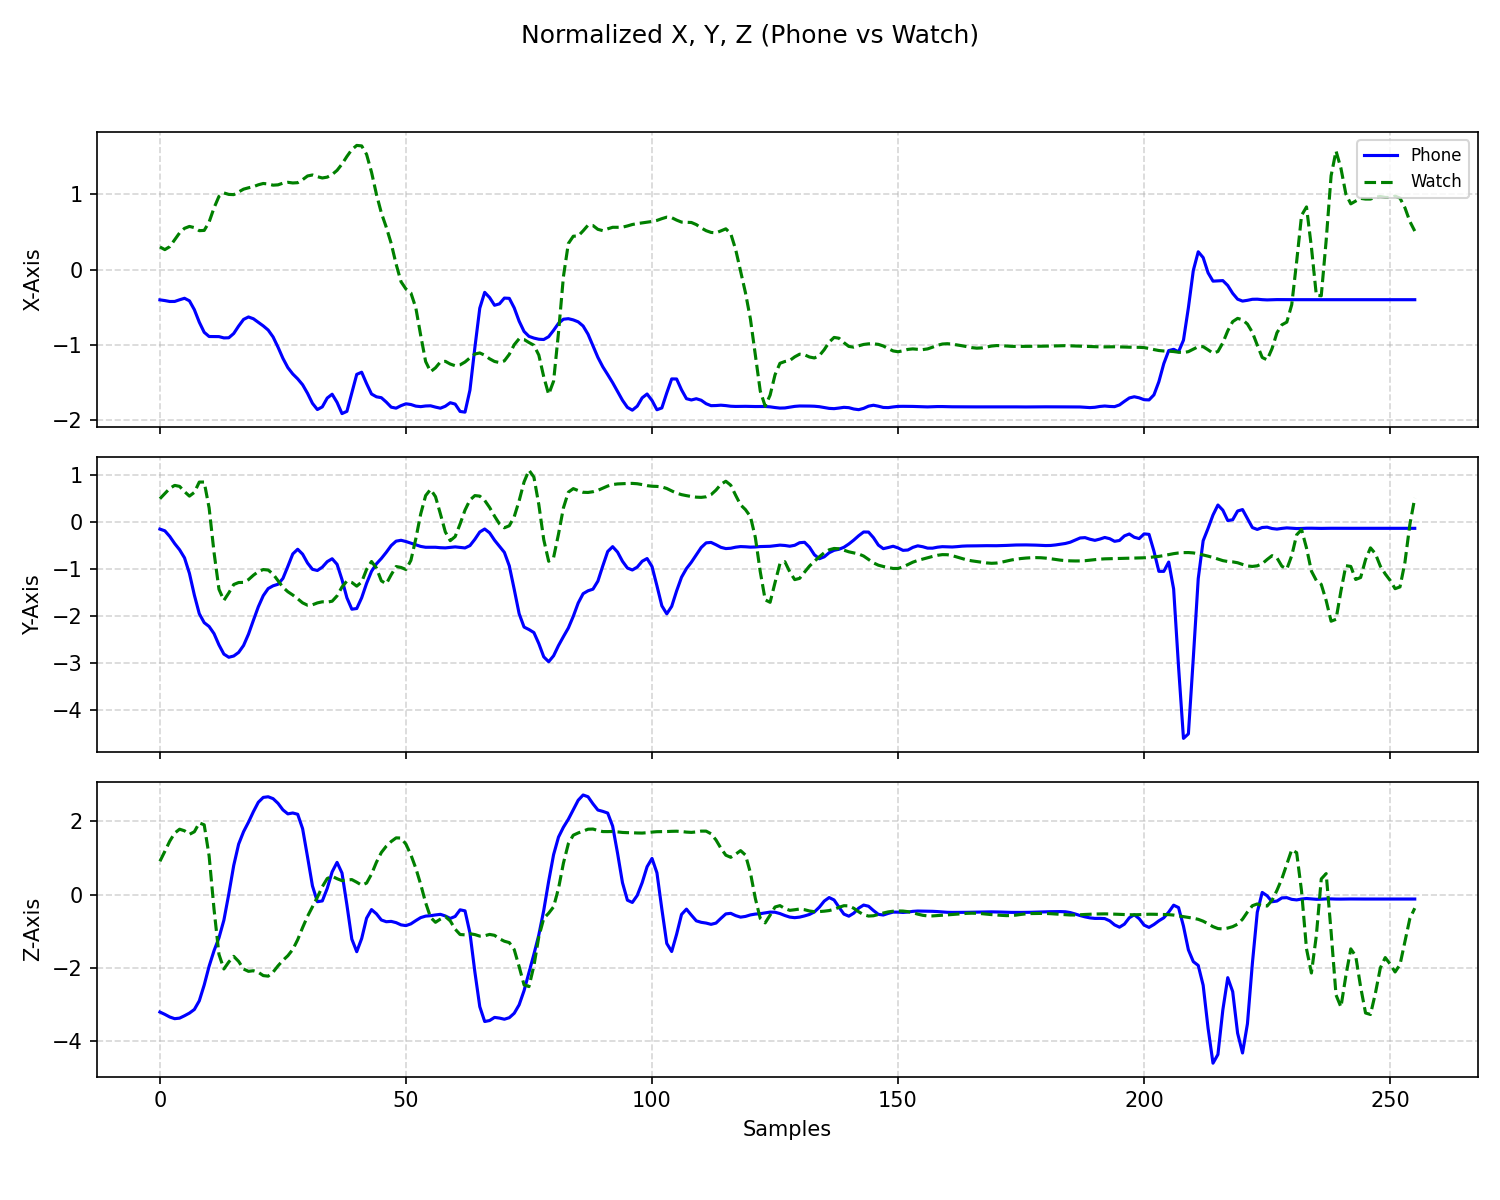 Normalized X, Y, Z (Phone vs Watch)
Phone
Watch
X-Axis
1
0
−1
−2
Y-Axis
1
0
−1
−2
−3
−4
Z-Axis
2
0
−2
−4
0 50 100 150 200 250
Samples